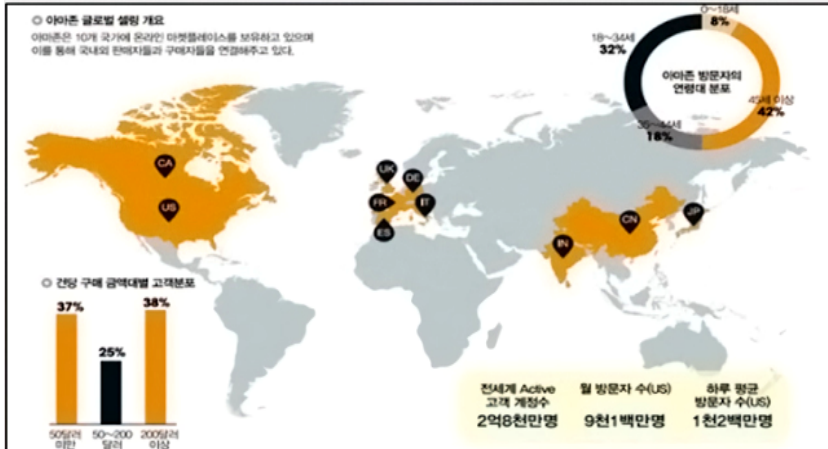 ◎ 아마존 글로벌 셀링 개요
아마존은 10개 국가에 온라인 마켓플레이스를 보유하고 있으며
이를 통해 국내외 판매자들과 구매자들을 연결해주고 있다.
0~18세
8%
18~34세
32%
아마존 방문자의
연령대 분포
45세 이상
42%
35~44세
18%
CA
US
UK
DE
FR
IT
ES
CN
JP
IN
◎ 건당 구매 금액대별 고객분포
37%
25%
38%
50달러
미만
50~200
달러
200달러
이상
전세계 Active
고객 계정수
2억8천만명
월 방문자 수(US)
9천1백만명
하루 평균
방문자 수(US)
1천2백만명